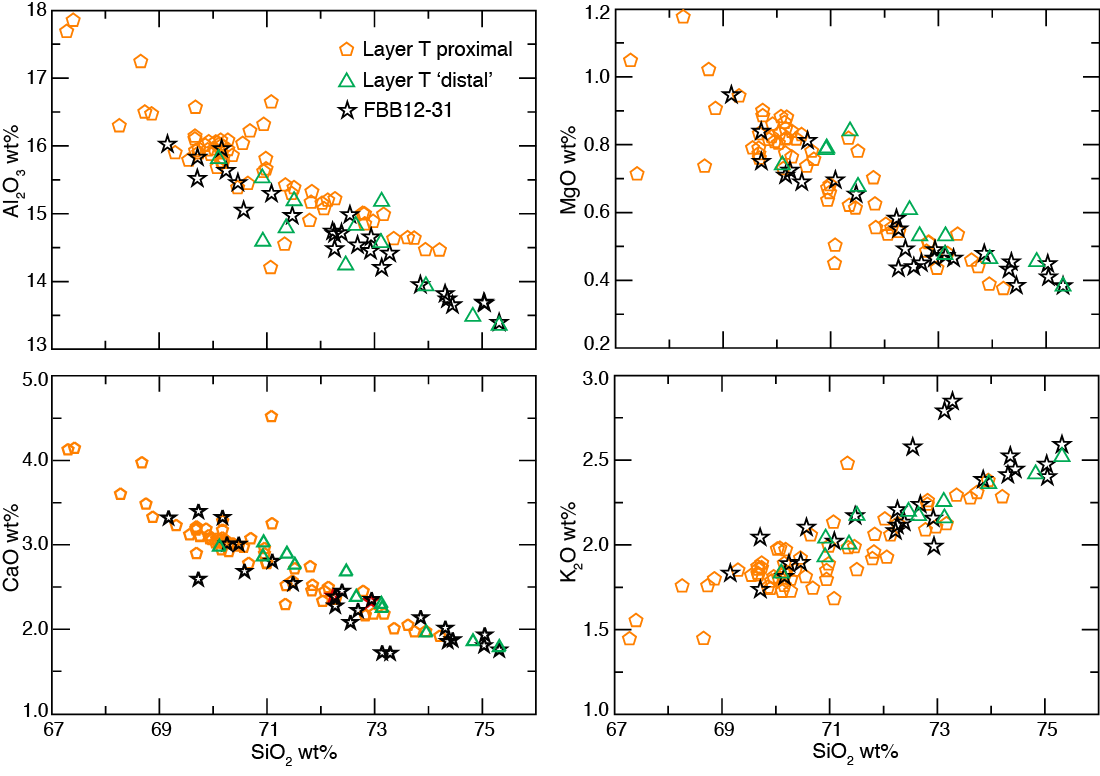 18
17
16
15
14
13
Al2O3 wt%
Layer T proximal
Layer T ‘distal’
FBB12-31
1.2
1.0
0.8
0.6
0.4
0.2
MgO wt%
5.0
4.0
3.0
2.0
1.0
CaO wt%
67 69 71 73 75
SiO2 wt%
3.0
2.5
2.0
1.5
1.0
K2O wt%
67 69 71 73 75
SiO2 wt%